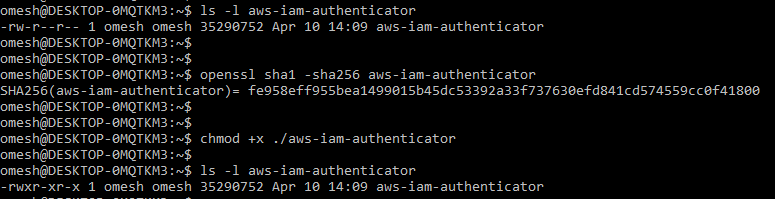 omesh@DESKTOP-0MQTKM3:~$ ls -l aws-iam-authenticator
-rw-r--r-- 1 omesh omesh 35290752 Apr 10 14:09 aws-iam-authenticator
omesh@DESKTOP-0MQTKM3:~$
omesh@DESKTOP-0MQTKM3:~$
omesh@DESKTOP-0MQTKM3:~$ openssl sha1 -sha256 aws-iam-authenticator
SHA256(aws-iam-authenticator)= fe958eff955bea1499015b45dc53392a33f737630efd841cd574559cc0f41800
omesh@DESKTOP-0MQTKM3:~$
omesh@DESKTOP-0MQTKM3:~$
omesh@DESKTOP-0MQTKM3:~$ chmod +x ./aws-iam-authenticator
omesh@DESKTOP-0MQTKM3:~$
omesh@DESKTOP-0MQTKM3:~$ ls -l aws-iam-authenticator
-rwxr-xr-x 1 omesh omesh 35290752 Apr 10 14:09 aws-iam-authenticator
omesh@DESKTOP-0MQTKM3:~$